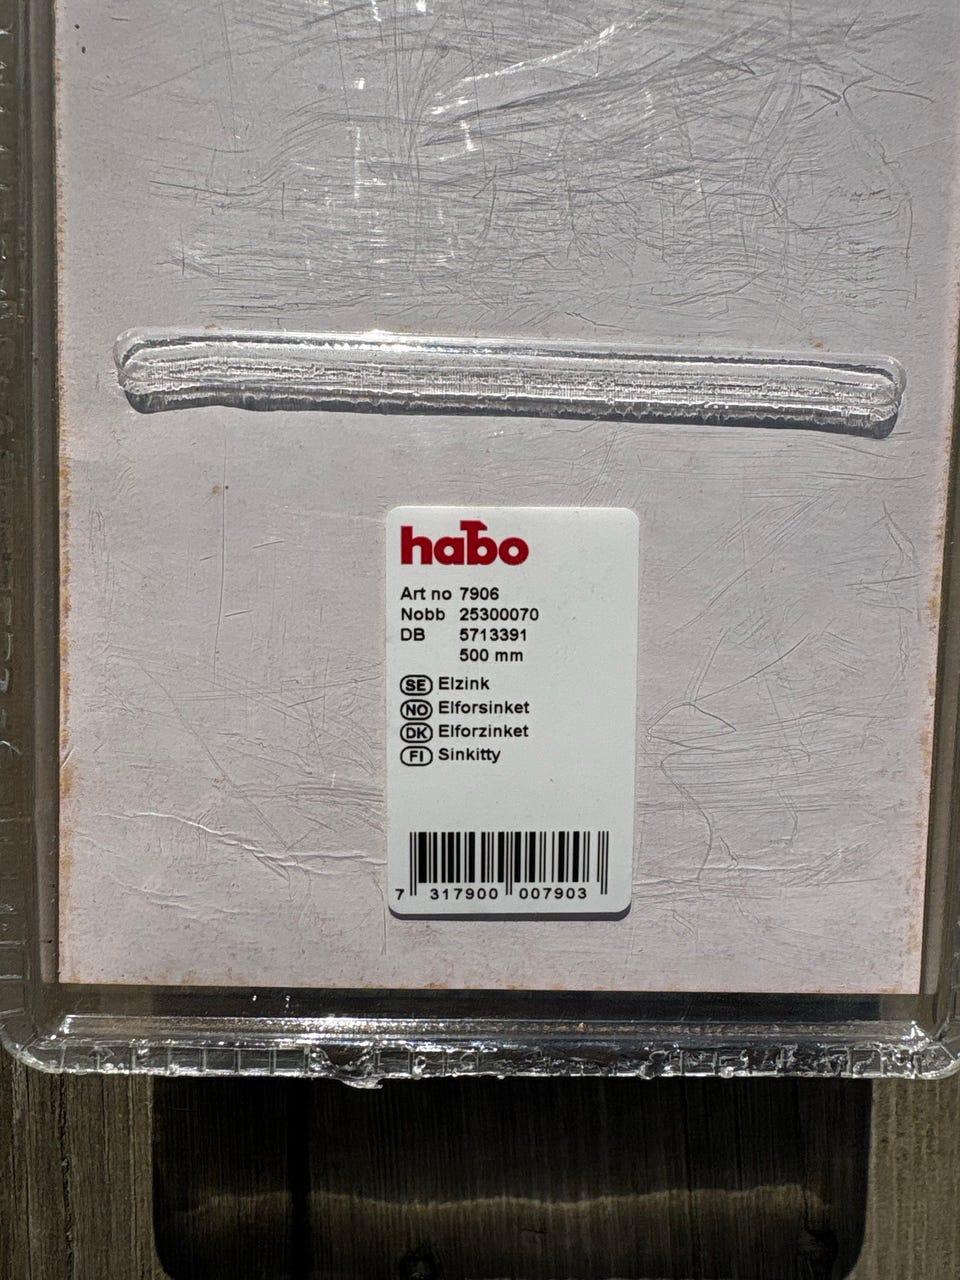 habo
Art no 7906
Nobb 25300070
DB 5713391
500 mm
SE Elzink
NO Elforsinket
DK Elforzinket
FI Sinkitty
7 317900 007903